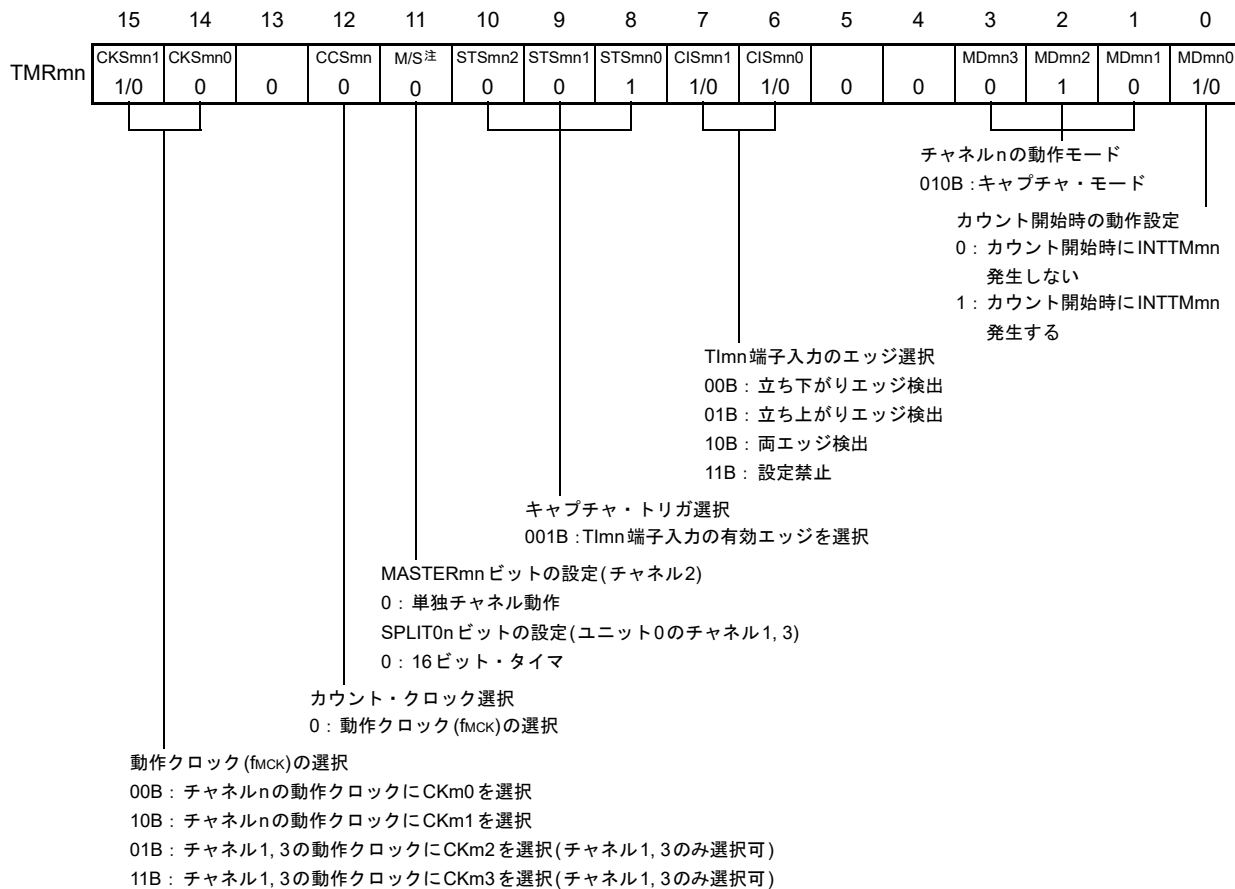 15 14 13 12 11 10 9 8 7 6 5 4 3 2 1 0
TMRmn
CKSmn1 CKSmn0 CCSmn M/S注 STSmn2 STSmn1 STSmn0 CISmn1 CISmn0 MDmn3 MDmn2 MDmn1 MDmn0
1/0 0 0 0 0 0 0 1 1/0 1/0 0 0 0 1 0 1/0
チャネルnの動作モード
010B：キャプチャ・モード
カウント開始時の動作設定
0：カウント開始時にINTTMmn
発生しない
1：カウント開始時にINTTMmn
発生する
TImn端子入力のエッジ選択
00B：立ち下がりエッジ検出
01B：立ち上がりエッジ検出
10B：両エッジ検出
11B：設定禁止
キャプチャ・トリガ選択
001B：TImn端子入力の有効エッジを選択
MASTERmnビットの設定(チャネル2)
0：単独チャネル動作
SPLIT0nビットの設定(ユニット0のチャネル1, 3)
0：16ビット・タイマ
カウント・クロック選択
0：動作クロック(fMCK)の選択
動作クロック(fMCK)の選択
00B：チャネルnの動作クロックにCKm0を選択
10B：チャネルnの動作クロックにCKm1を選択
01B：チャネル1, 3の動作クロックにCKm2を選択(チャネル1, 3のみ選択可)
11B：チャネル1, 3の動作クロックにCKm3を選択(チャネル1, 3のみ選択可)